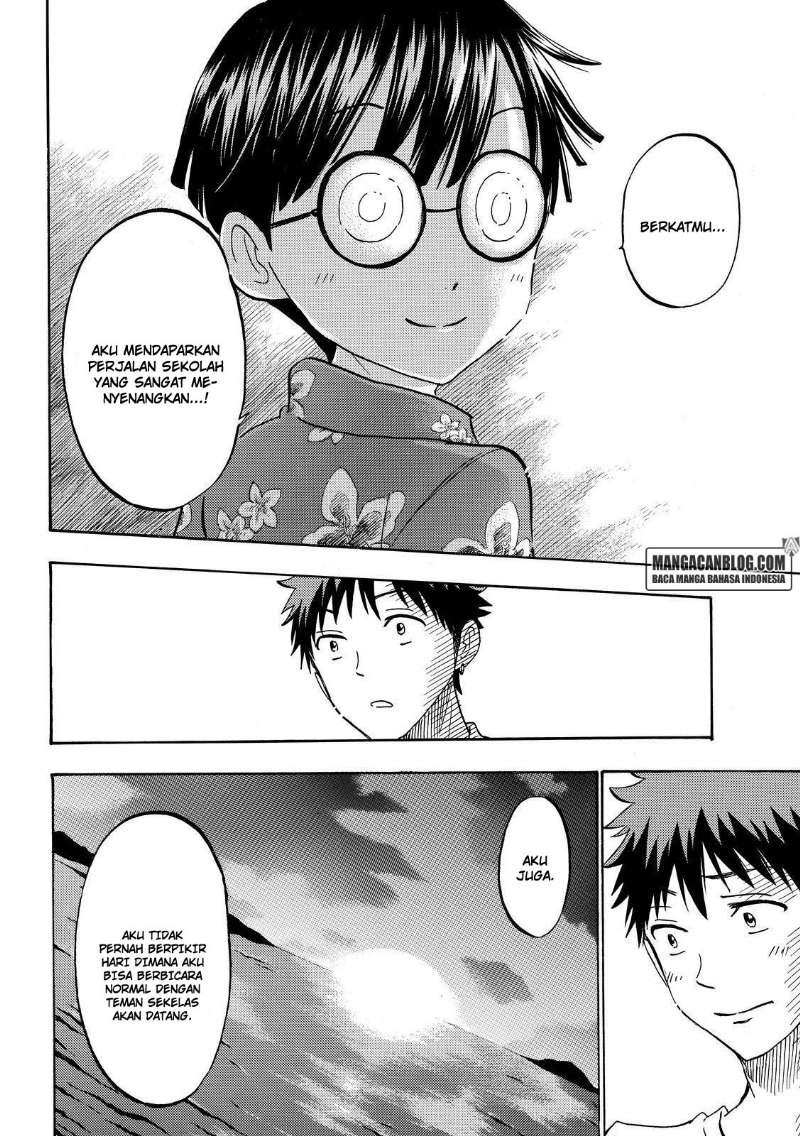 BERKATMU...
AKU MENDAPARKAN
PERJALAN SEKOLAH
YANG SANGAT ME-
NYENANGKAN...!
MANGACANBLOG.COM
BACA MANGA BAHASA INDONESIA
AKU
JUGA.
AKU TIDAK
PERNAH BERPIKIR
HARI DIMANA AKU
BISA BERBICARA
NORMAL DENGAN
TEMAN SEKELAS
AKAN DATANG.